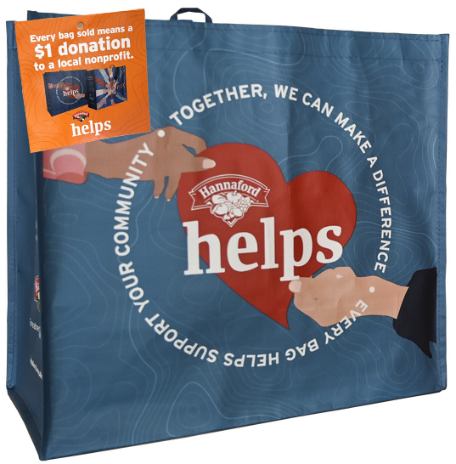 Every bag sold means a
$1 donation
to a local nonprofit.
helps
helps
TOGETHER, WE CAN MAKE A DIFFERENCE
EVERY BAG HELPS SUPPORT YOUR COMMUNITY
Hannaford
helps